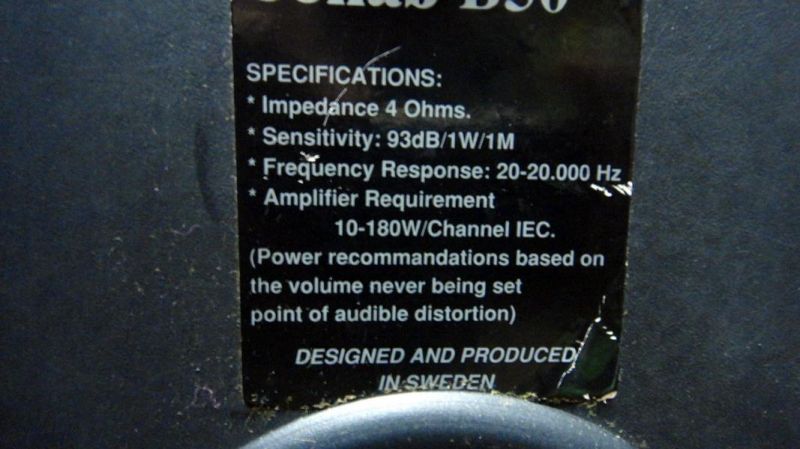 SPECIFICATIONS:
* Impedance 4 Ohms.
* Sensitivity: 93dB/1W/1M
* Frequency Response: 20-20.000 Hz
* Amplifier Requirement
10-180W/Channel IEC.
(Power recommandations based on
the volume never being set
point of audible distortion)
DESIGNED AND PRODUCED
IN SWEDEN